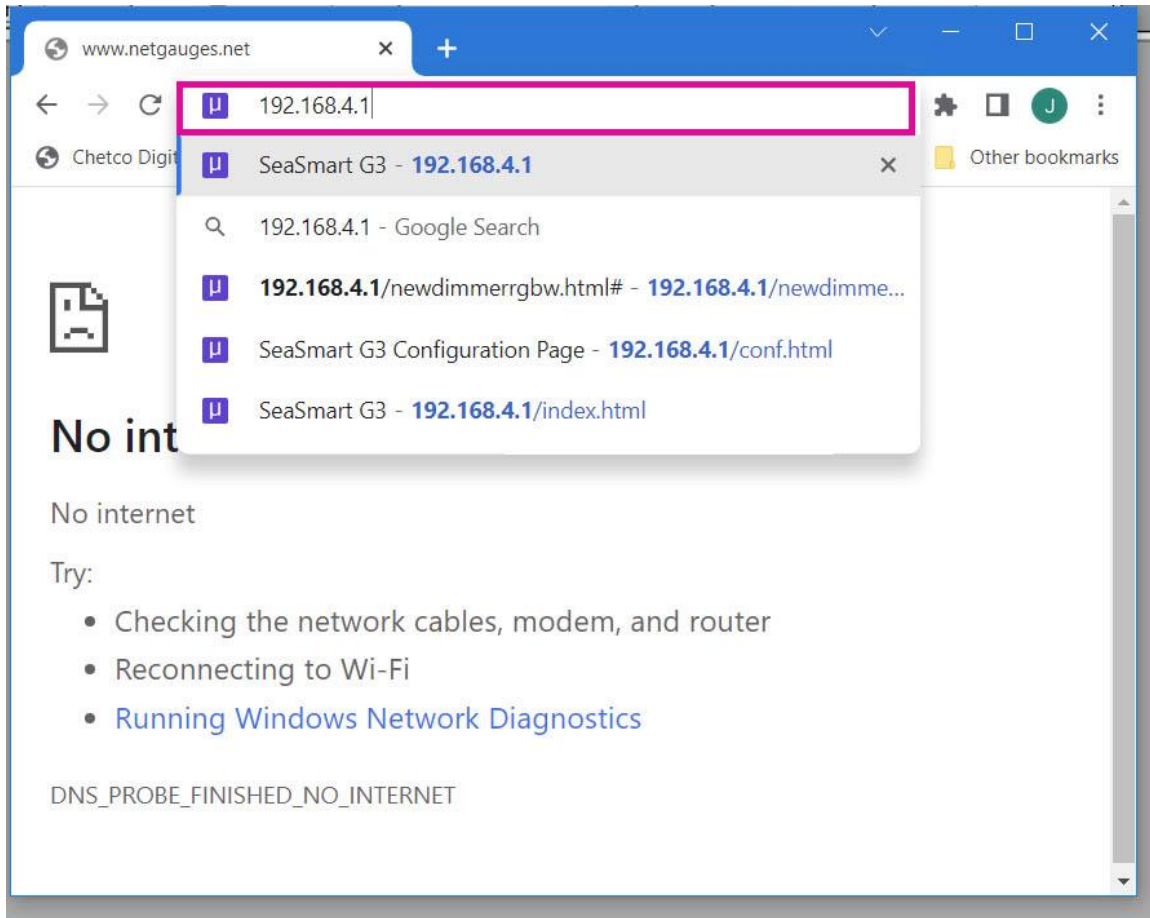 www.netgauges.net
µ 192.168.4.1
J
Chetco Digit
µ SeaSmart G3 - 192.168.4.1
Other bookmarks
192.168.4.1 - Google Search
µ 192.168.4.1/newdimmerrgbw.html# - 192.168.4.1/newdimme...
µ SeaSmart G3 Configuration Page - 192.168.4.1/conf.html
µ SeaSmart G3 - 192.168.4.1/index.html
No int
No internet
Try:
• Checking the network cables, modem, and router
• Reconnecting to Wi-Fi
• Running Windows Network Diagnostics
DNS_PROBE_FINISHED_NO_INTERNET